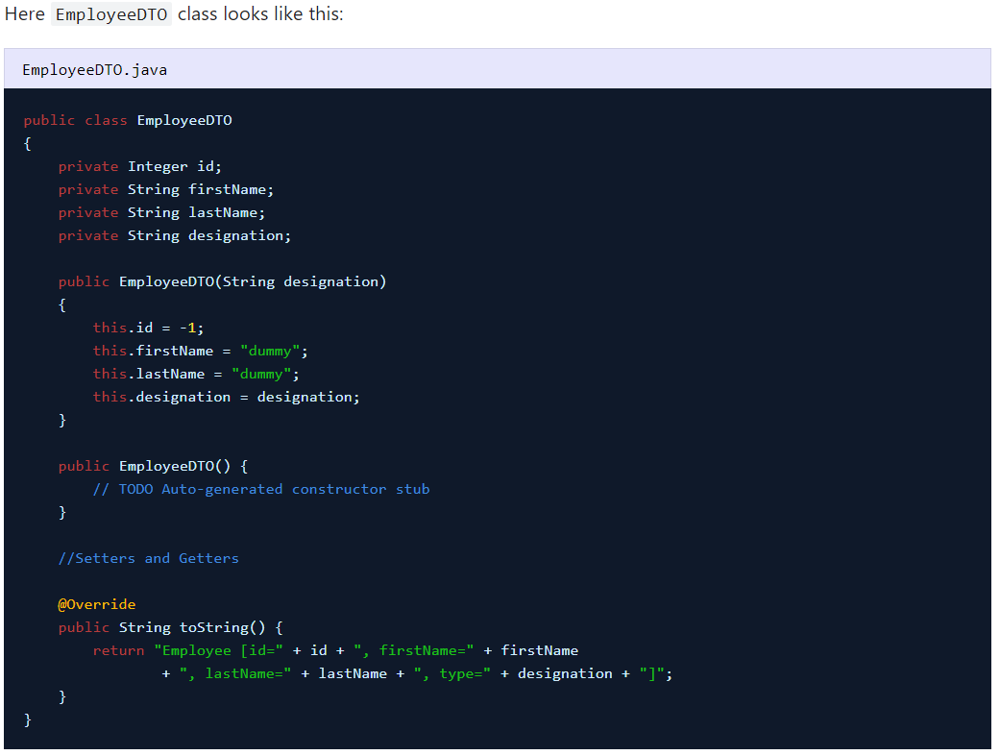 Here EmployeeDTO class looks like this:
EmployeeDTO.java
public class EmployeeDTO
{
    private Integer id;
    private String firstName;
    private String lastName;
    private String designation;

    public EmployeeDTO(String designation)
    {
        this.id = -1;
        this.firstName = "dummy";
        this.lastName = "dummy";
        this.designation = designation;
    }

    public EmployeeDTO() {
        // TODO Auto-generated constructor stub
    }

    //Setters and Getters

    @Override
    public String toString() {
        return "Employee [id=" + id + ", firstName=" + firstName
                + ", lastName=" + lastName + ", type=" + designation + "]";
    }
}